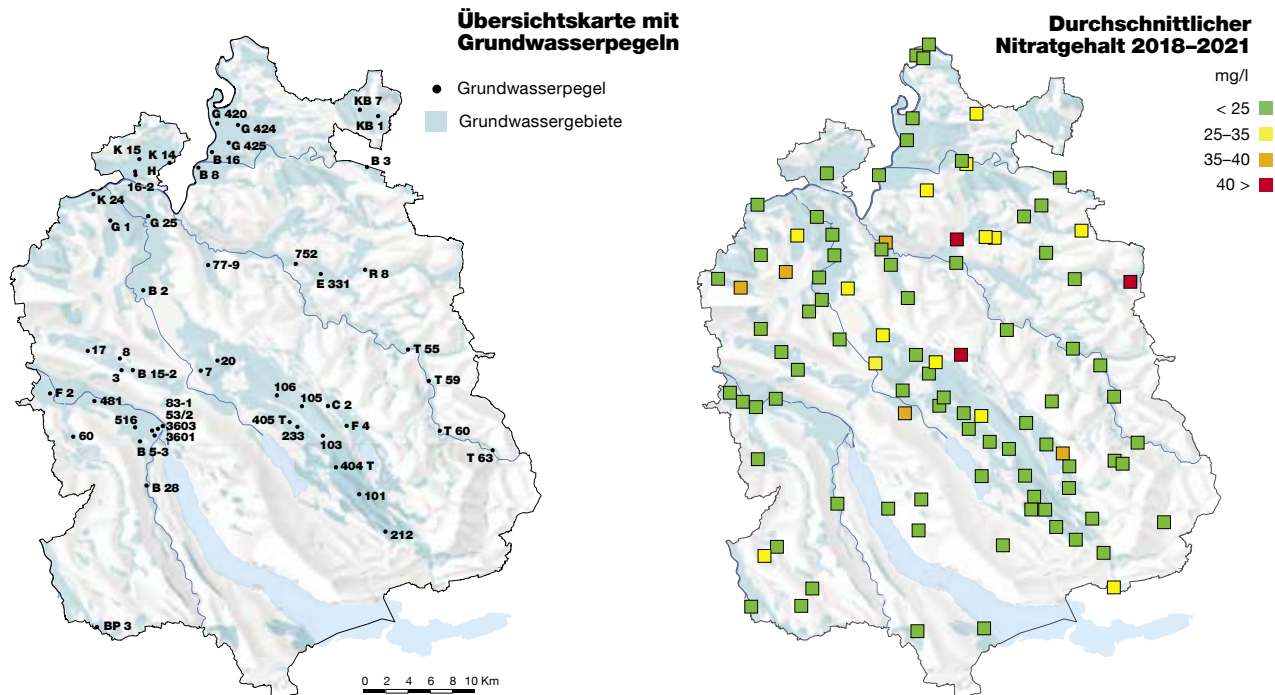 Übersichtskarte mit
Grundwasserpegeln
Grundwasserpegel
Grundwassergebiete
KB 7
KB 1
G 420
G 424
G 425
B 16
B 8
B 3
K 15
K 14
H
16-2
K 24
G 1
G 25
77-9
752
E 331
R 8
B 2
17
8
3
B 15-2
20
7
T 55
T 59
F 2
481
106
105
C 2
83-1
53/2
3603
3601
516
60
B 5-3
405 T
233
F 4
103
T 60
T 63
404 T
B 28
101
212
BP 3
0 2 4 6 8 10 Km
Durchschnittlicher
Nitratgehalt 2018–2021
mg/l
< 25
25–35
35–40
40 >